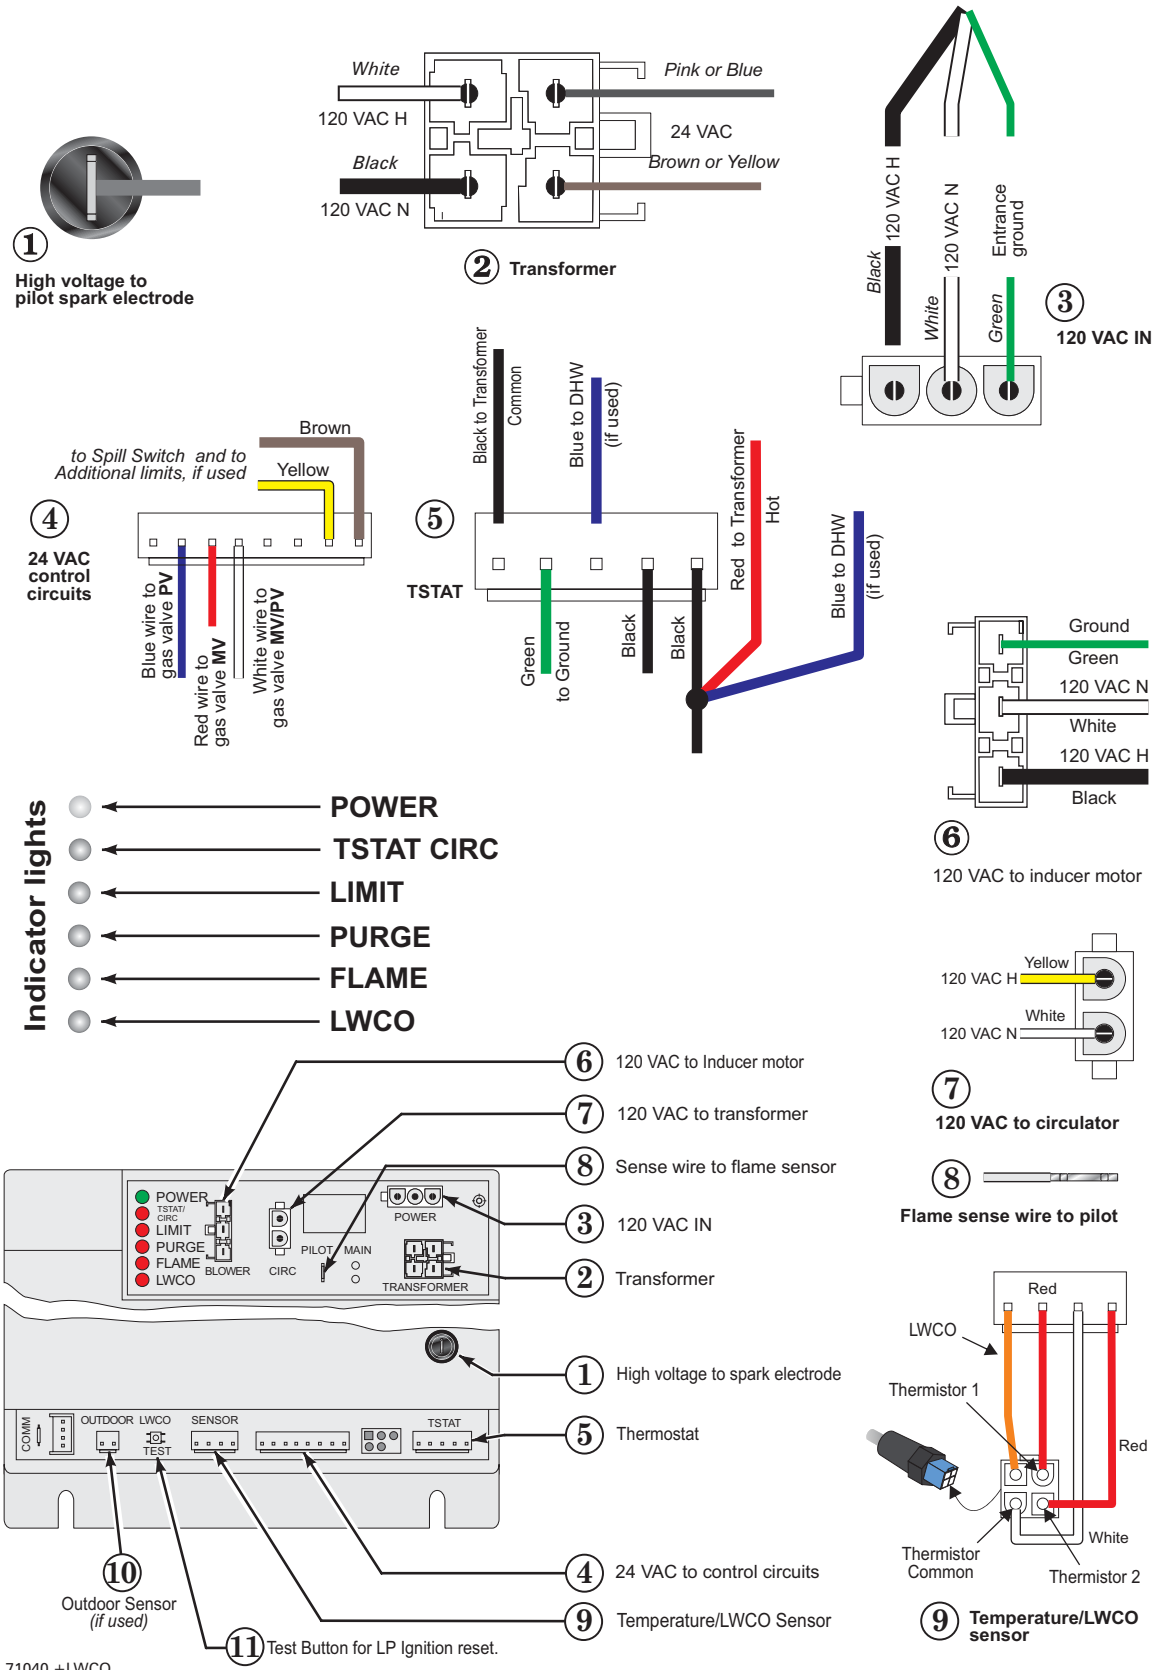 White
120 VAC H
Black
120 VAC N
Pink or Blue
24 VAC
Brown or Yellow
1
High voltage to
pilot spark electrode
2 Transformer
Black
120 VAC H
White
120 VAC N
Green
Entrance
ground
3
120 VAC IN
Brown
to Spill Switch and to
Additional limits, if used
Yellow
4
24 VAC
control
circuits
Blue wire to
gas valve PV
Red wire to
gas valve MV
White wire to
gas valve MV/PV
Black to Transformer
Common
Blue to DHW
(if used)
5
TSTAT
Green
to Ground
Black
Black
Red to Transformer
Hot
Blue to DHW
(if used)
Ground
Green
120 VAC N
White
120 VAC H
Black
6
120 VAC to inducer motor
Indicator lights
POWER
TSTAT CIRC
LIMIT
PURGE
FLAME
LWCO
Yellow
120 VAC H
White
120 VAC N
7
120 VAC to circulator
8
Flame sense wire to pilot
6 120 VAC to Inducer motor
7 120 VAC to transformer
8 Sense wire to flame sensor
3 120 VAC IN
2 Transformer
1 High voltage to spark electrode
5 Thermostat
4 24 VAC to control circuits
9 Temperature/LWCO Sensor
POWER
TSTAT/
CIRC
LIMIT
PURGE
FLAME
LWCO
BLOWER
CIRC
PILOT
MAIN
POWER
TRANSFORMER
COMM
OUTDOOR
LWCO
TEST
SENSOR
TSTAT
10
Outdoor Sensor
(if used)
11 Test Button for LP Ignition reset.
Red
LWCO
Thermistor 1
Red
White
Thermistor
Common
Thermistor 2
9 Temperature/LWCO
sensor
71040 +LWCO